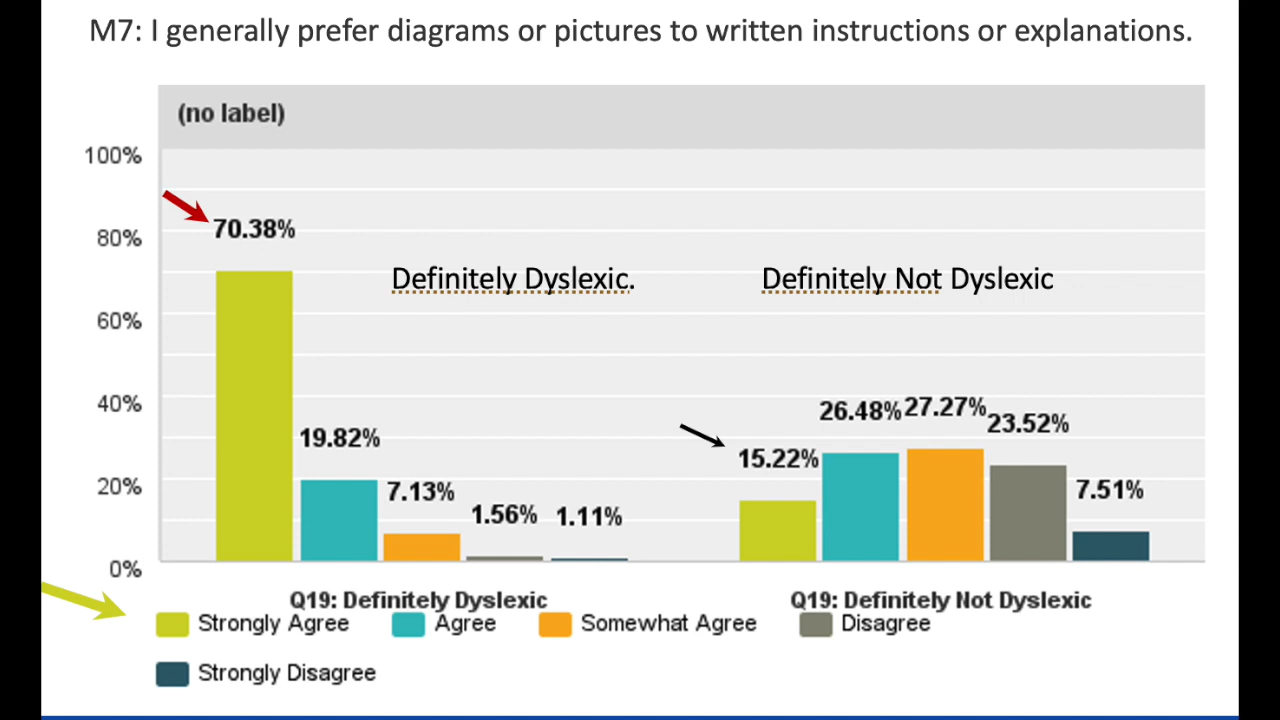 M7: I generally prefer diagrams or pictures to written instructions or explanations.
(no label)
100%
80%
60%
40%
20%
0%
70.38%
19.82%
7.13%
1.56%
1.11%
Definitely Dyslexic.
Definitely Not Dyslexic
15.22%
26.48%
27.27%
23.52%
7.51%
Q19: Definitely Dyslexic
Q19: Definitely Not Dyslexic
Strongly Agree
Agree
Somewhat Agree
Disagree
Strongly Disagree